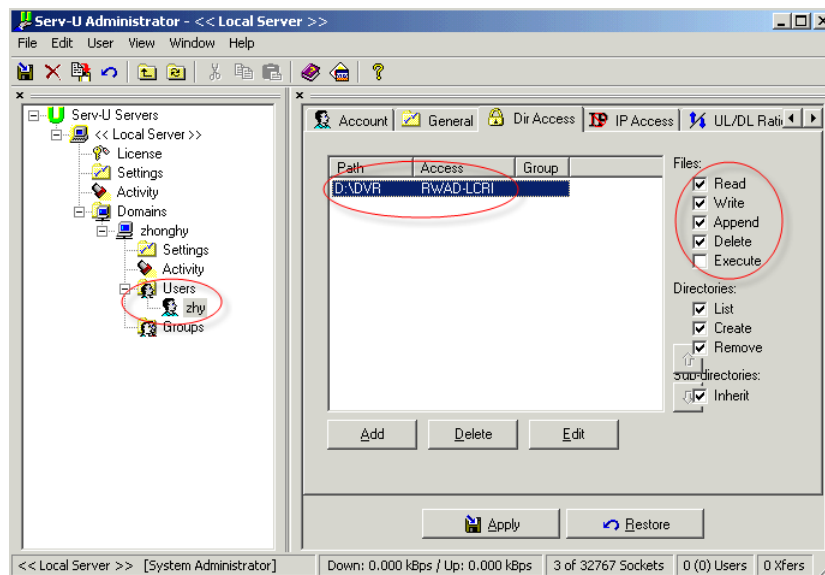 Serv-U Administrator - << Local Server >>
File Edit User View Window Help
Serv-U Servers
<< Local Server >>
License
Settings
Activity
Domains
zhonghy
Settings
Activity
Users
zhy
Groups
Account General Dir Access IP Access UL/DL
Path Access Group
D:\DVR RWAD-LCRI
Files:
Read
Write
Append
Delete
Execute
Directories:
List
Create
Remove
Sub-directories:
Inherit
Add Delete Edit
Apply Restore
<< Local Server >> [System Administrator] Down: 0.000 kBps / Up: 0.000 kBps 3 of 32767 Sockets 0 (0) Users 0 Xfers